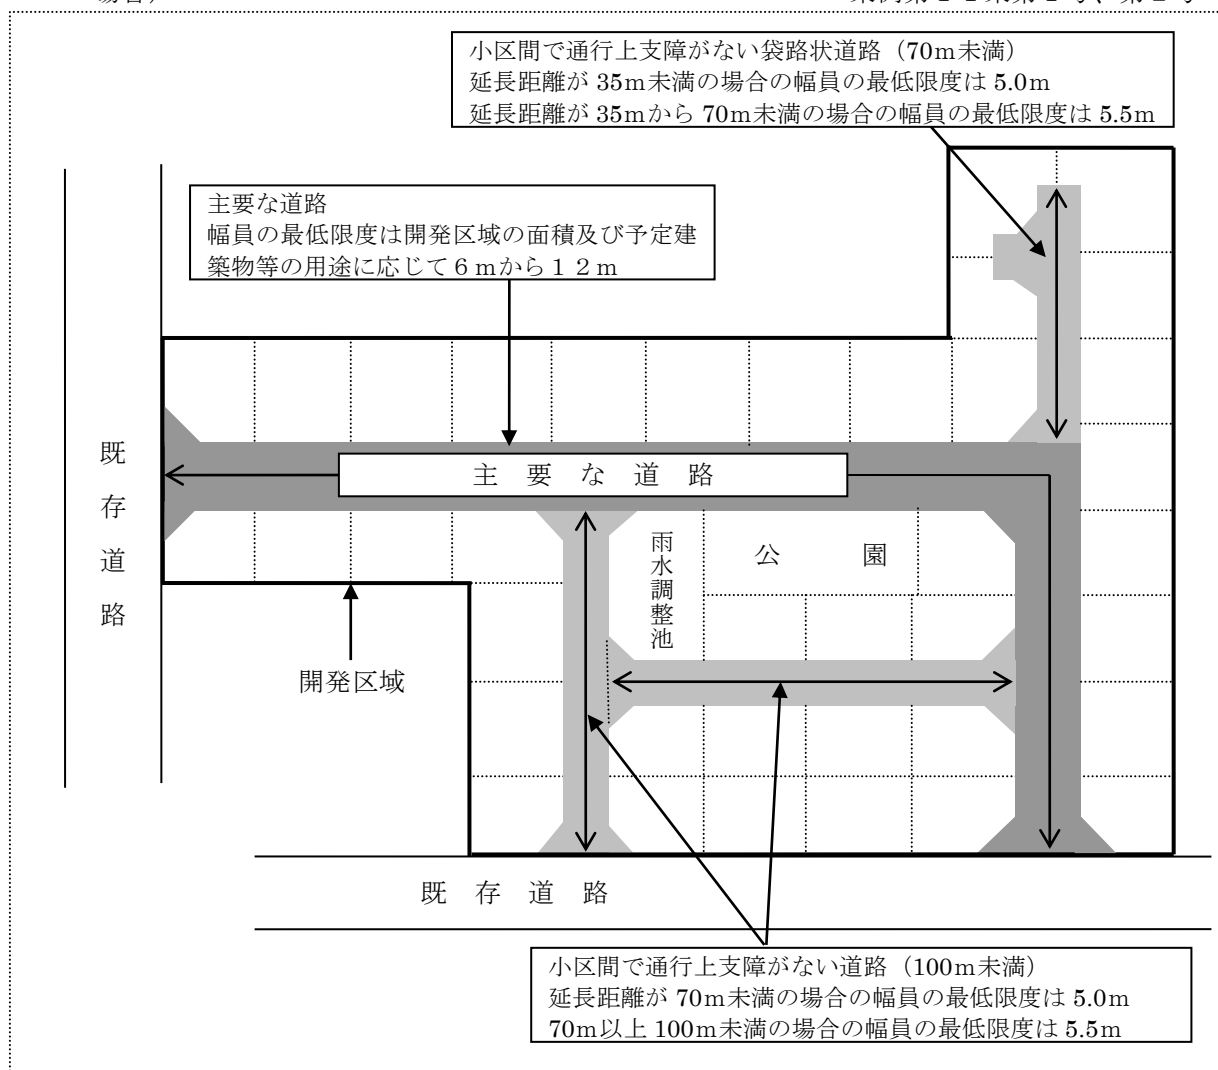 小区間で通行上支障がない袋路状道路（70ｍ未満）
延長距離が 35ｍ未満の場合の幅員の最低限度は 5.0ｍ
延長距離が 35ｍから 70ｍ未満の場合の幅員の最低限度は 5.5ｍ
主要な道路
幅員の最低限度は開発区域の面積及び予定建
築物等の用途に応じて６ｍから１２ｍ
既存道路
主要な道路
雨水調整池
公園
開発区域
既存道路
小区間で通行上支障がない道路（100ｍ未満）
延長距離が 70ｍ未満の場合の幅員の最低限度は 5.0ｍ
70ｍ以上 100ｍ未満の場合の幅員の最低限度は 5.5ｍ